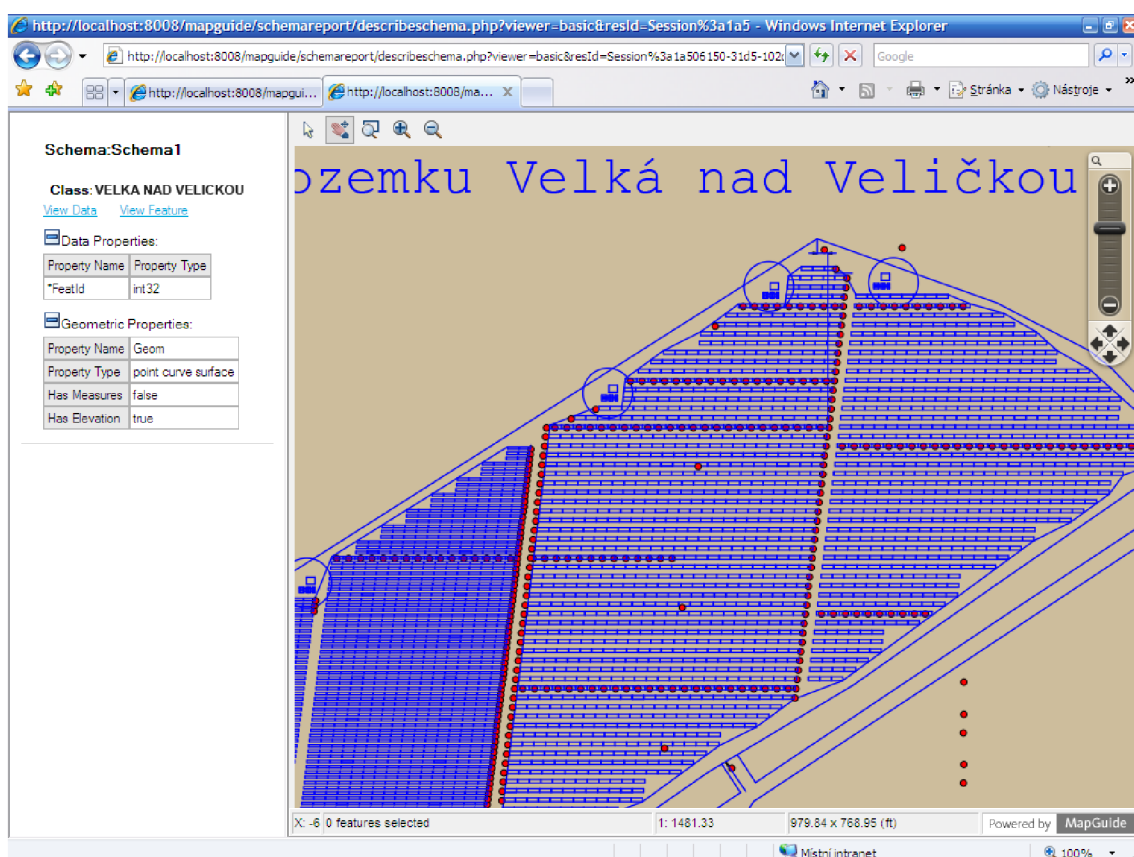 http://localhost:8008/mapguide/schemareport/describeschema.php?viewer=basic&resId=Session%3a1a5 - Windows Internet Explorer
http://localhost:8008/mapguide/schemareport/describeschema.php?viewer=basic&resId=Session%3a1a506150-31d5-102
Google
http://localhost:8008/mapgui...
http://localhost:8008/ma... X
Stránka
Nástroje
Schema:Schema1
Class: VELKA NAD VELICKOU
View Data View Feature
Data Properties:
Property Name Property Type
*FeatId int32
Geometric Properties:
Property Name Geom
Property Type point curve surface
Has Measures false
Has Elevation true
ozemku Velká nad Veličkou
X: -6 0 features selected 1: 1481.33 979.84 x 768.95 (ft) Powered by MapGuide
Místní intranet 100%